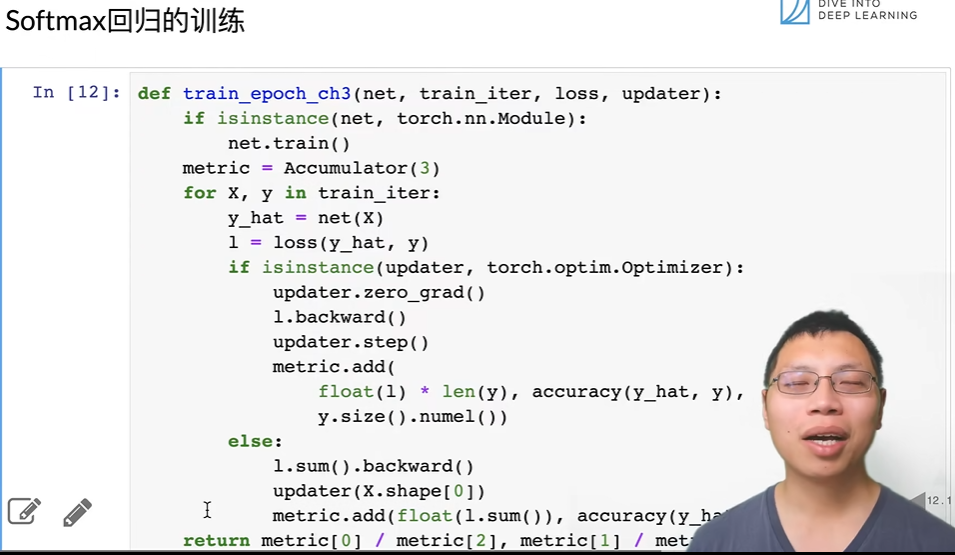 Softmax回归的训练
DIVE INTO
DEEP LEARNING
In [12]:
def train_epoch_ch3(net, train_iter, loss, updater):
    if isinstance(net, torch.nn.Module):
        net.train()
    metric = Accumulator(3)
    for X, y in train_iter:
        y_hat = net(X)
        l = loss(y_hat, y)
        if isinstance(updater, torch.optim.Optimizer):
            updater.zero_grad()
            l.backward()
            updater.step()
            metric.add(
                float(l) * len(y), accuracy(y_hat, y),
                y.size().numel())
        else:
            l.sum().backward()
            updater(X.shape[0])
            metric.add(float(l.sum()), accuracy(
    return metric[0] / metric[2], metric[1] /
12.1